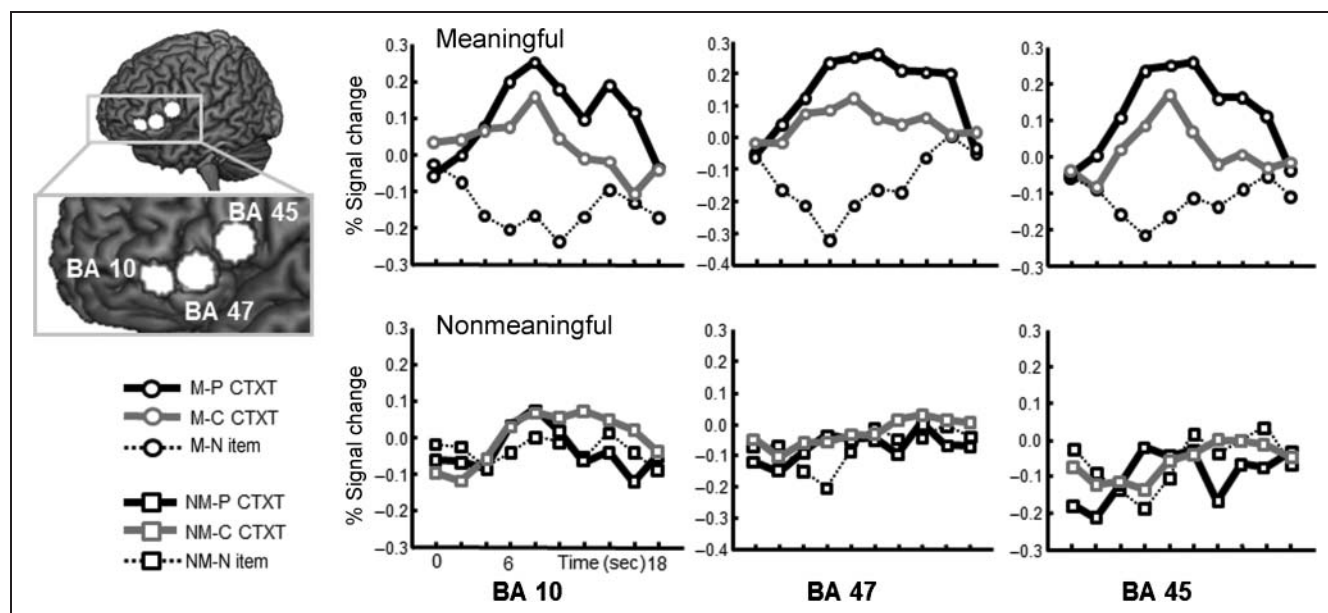 Meaningful
% Signal change
0.3
0.2
0.1
0.0
−0.1
−0.2
−0.3
0.3
0.2
0.1
0.0
−0.1
−0.2
−0.3
−0.4
0.3
0.2
0.1
0.0
−0.1
−0.2
−0.3
BA 45
BA 10
BA 47
Nonmeaningful
% Signal change
0.3
0.2
0.1
0.0
−0.1
−0.2
−0.3
0.3
0.2
0.1
0.0
−0.1
−0.2
−0.3
−0.4
0.3
0.2
0.1
0.0
−0.1
−0.2
−0.3
0 6 Time (sec) 18
BA 10 BA 47 BA 45
M-P CTXT
M-C CTXT
M-N item
NM-P CTXT
NM-C CTXT
NM-N item